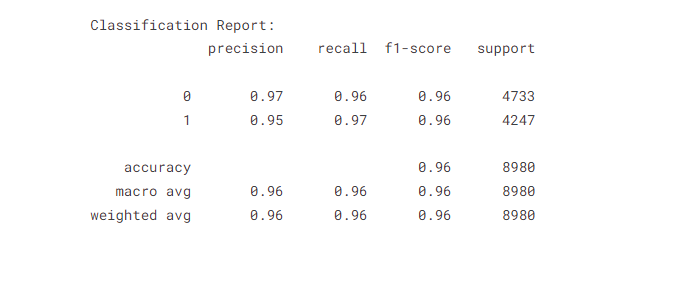 Classification Report:
precision recall f1-score support
0 0.97 0.96 0.96 4733
1 0.95 0.97 0.96 4247
accuracy 0.96 8980
macro avg 0.96 0.96 0.96 8980
weighted avg 0.96 0.96 0.96 8980